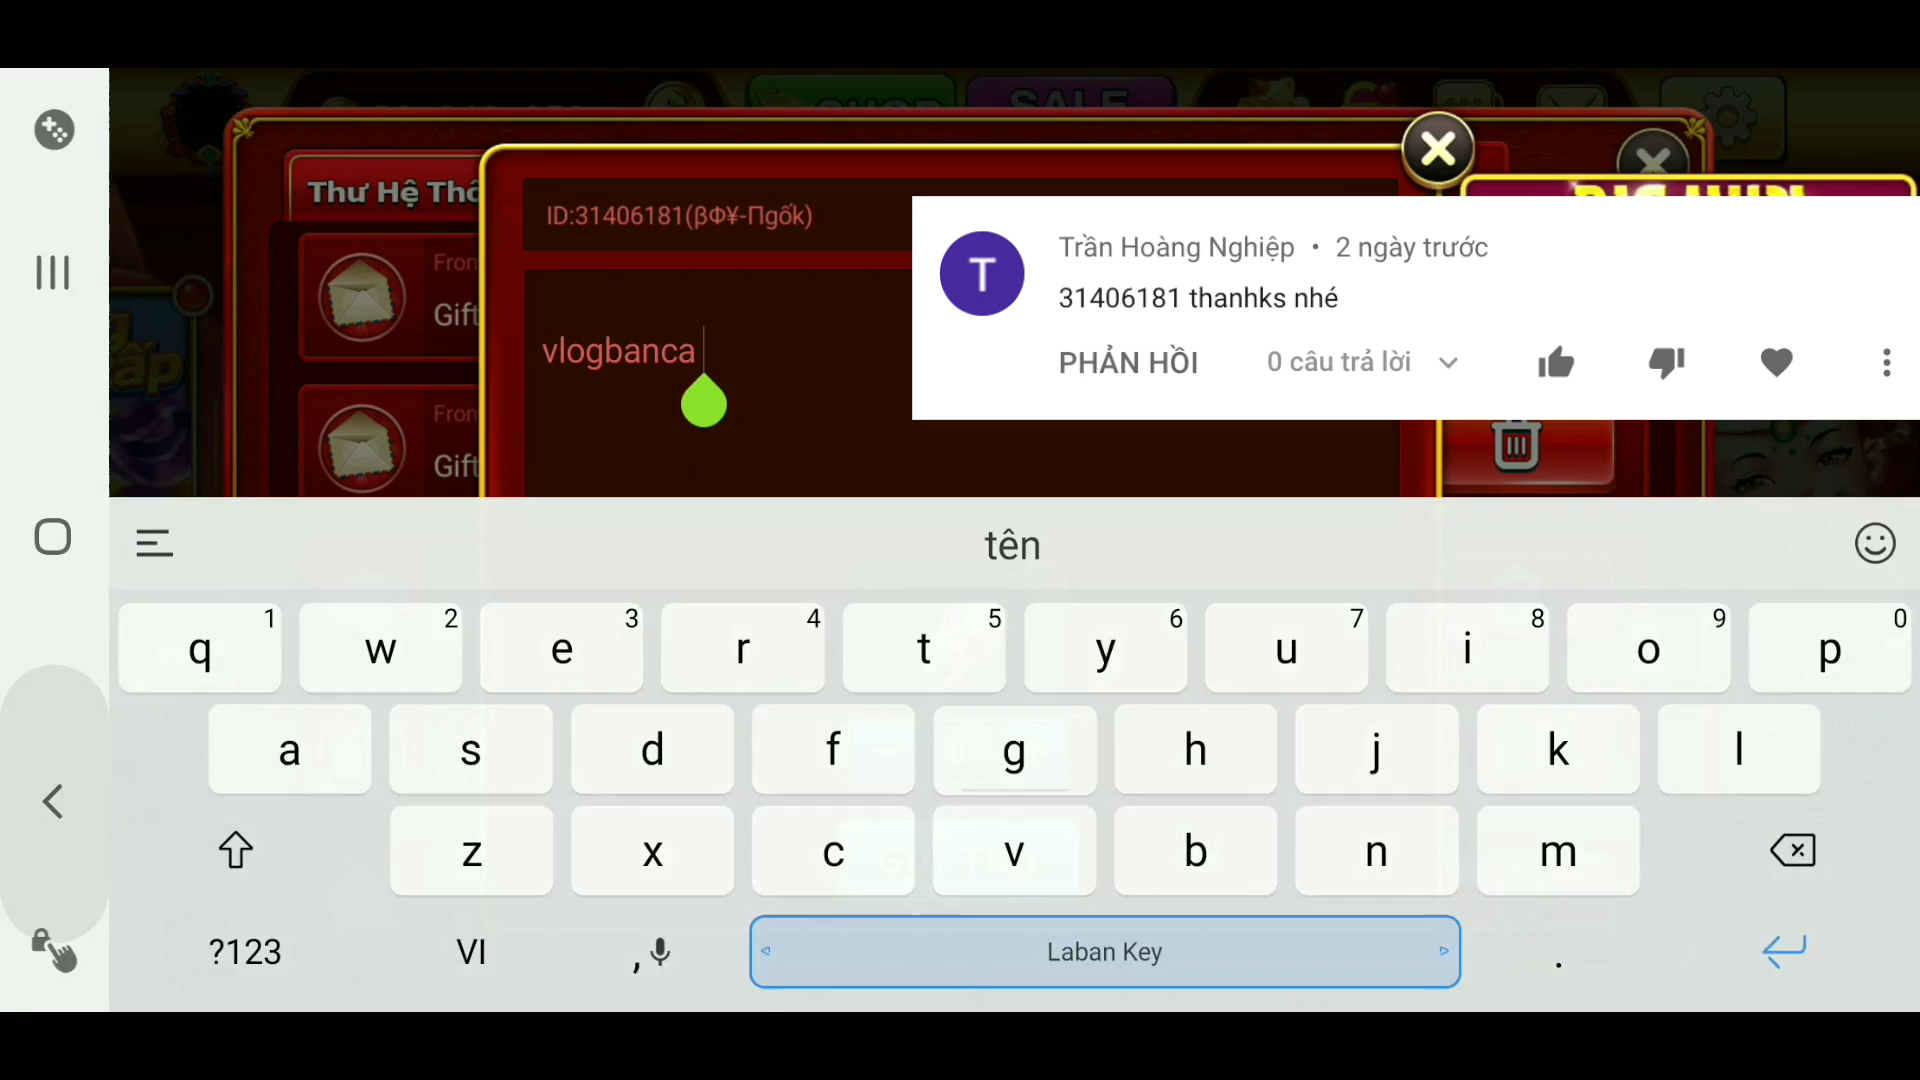 SHOP
SALE
Thư Hệ Thố
ID:31406181(βΦ¥-Πgốk)
From
Gift
vlogbanca
From
Gift
T
Trần Hoàng Nghiệp • 2 ngày trước
31406181 thanhks nhé
PHẢN HỒI
0 câu trả lời
tên
1 2 3 4 5 6 7 8 9 0
q w e r t y u i o p
a s d f g h j k l
z x c v b n m
?123 VI , Laban Key .